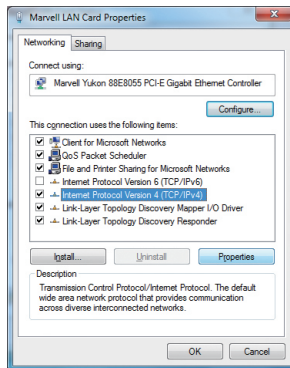 Marvell LAN Card Properties
Networking Sharing
Connect using:
Marvell Yukon 88E8055 PCI-E Gigabit Ethernet Controller
Configure...
This connection uses the following items:
Client for Microsoft Networks
QoS Packet Scheduler
File and Printer Sharing for Microsoft Networks
Internet Protocol Version 6 (TCP/IPv6)
Internet Protocol Version 4 (TCP/IPv4)
Link-Layer Topology Discovery Mapper I/O Driver
Link-Layer Topology Discovery Responder
Install... Uninstall Properties
Description
Transmission Control Protocol/Internet Protocol. The default
wide area network protocol that provides communication
across diverse interconnected networks.
OK Cancel